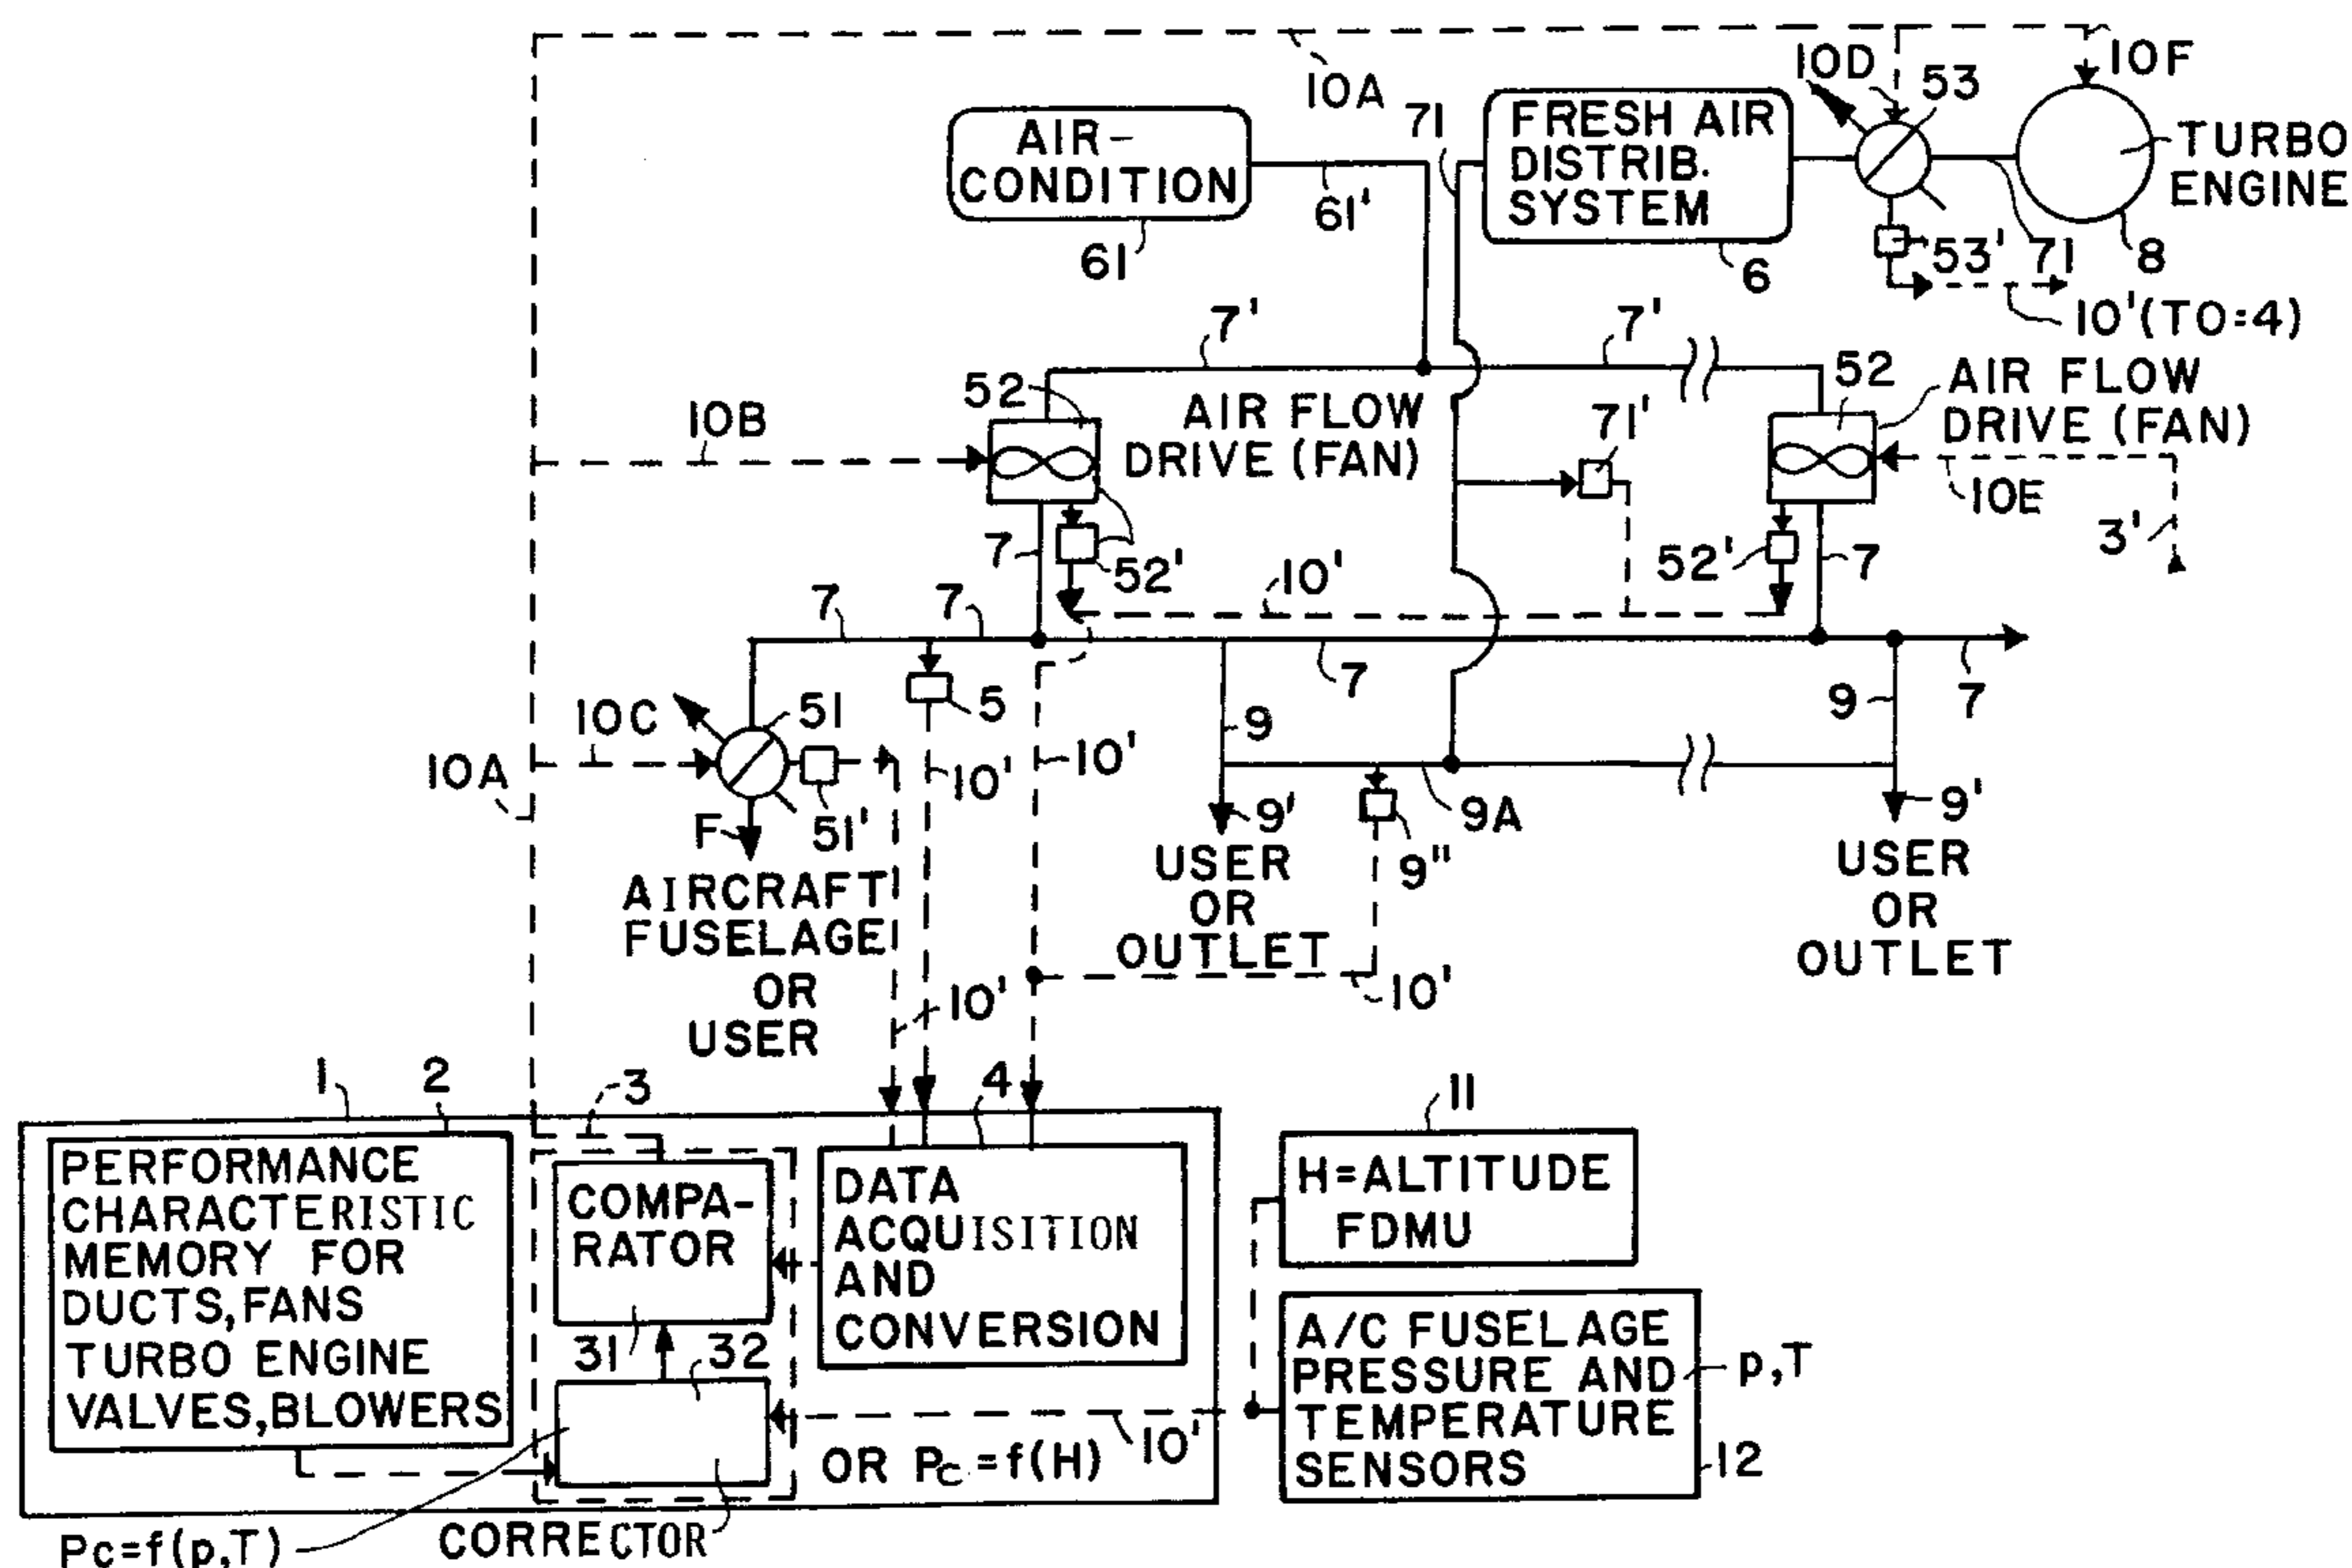 10A
10D
53
10F
AIR-
CONDITION
61'
61
71
FRESH AIR
DISTRIB.
SYSTEM
6
TURBO
ENGINE
53'
71
8
10'(TO=4)
7'
7'
52
AIR FLOW
DRIVE (FAN)
52
AIR FLOW
DRIVE (FAN)
10B
71'
10E
3'
7
52'
10'
52'
7
7
7
5
7
9
7
10C
51
10A
51'
10'
10'
9
F
9'
9A
9"
9'
AIRCRAFT
FUSELAGE
OR
USER
USER
OR
OUTLET
USER
OR
OUTLET
10'
10'
1
2
3
4
11
PERFORMANCE
CHARACTERISTIC
MEMORY FOR
DUCTS,FANS
TURBO ENGINE
VALVES,BLOWERS
COMPA-
RATOR
31
32
DATA
ACQUISITION
AND
CONVERSION
H=ALTITUDE
FDMU
A/C FUSELAGE
PRESSURE AND
TEMPERATURE
SENSORS
p,T
12
OR Pc=f(H)
10'
Pc=f(p,T)
CORRECTOR